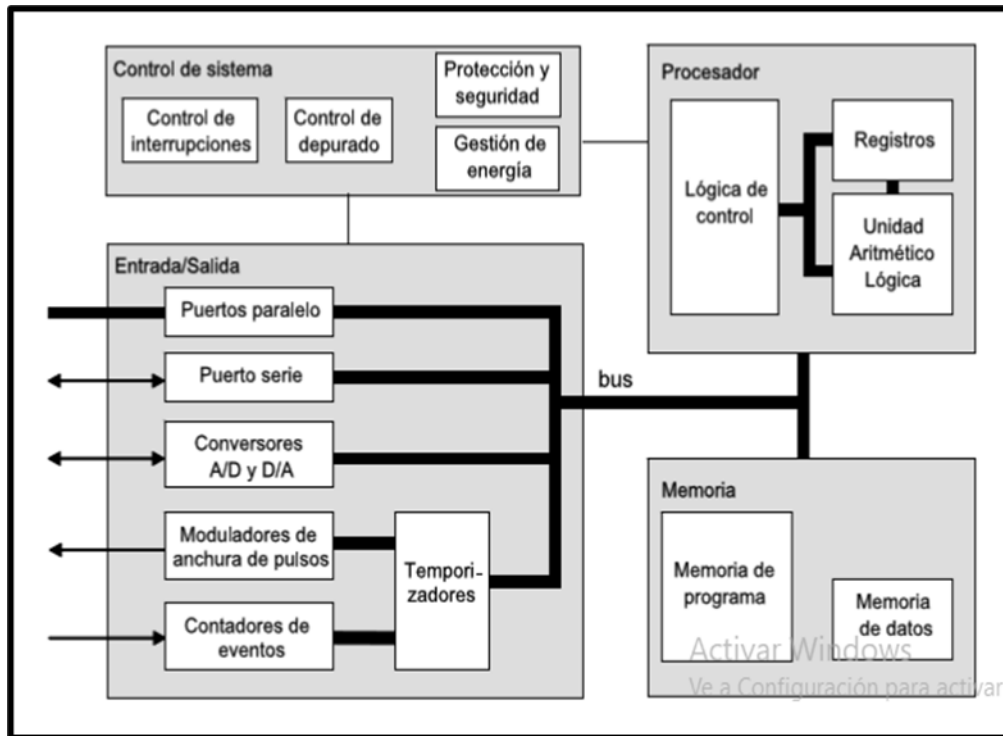 Control de sistema
Control de
interrupciones
Control de
depurado
Protección y
seguridad
Gestión de
energía
Procesador
Lógica de
control
Registros
Unidad
Aritmético
Lógica
Entrada/Salida
Puertos paralelo
Puerto serie
Conversores
A/D y D/A
Moduladores de
anchura de pulsos
Contadores de
eventos
Tempori-
zadores
bus
Memoria
Memoria de
programa
Memoria
de datos
Activar Windows
Ve a Configuración para activar